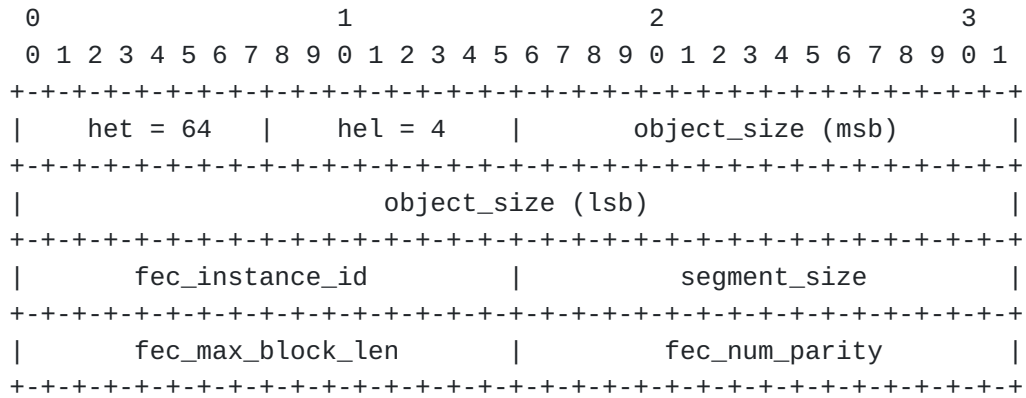 0                   1                   2                   3
0 1 2 3 4 5 6 7 8 9 0 1 2 3 4 5 6 7 8 9 0 1 2 3 4 5 6 7 8 9 0 1
+-+-+-+-+-+-+-+-+-+-+-+-+-+-+-+-+-+-+-+-+-+-+-+-+-+-+-+-+-+-+-+-+
|    het = 64   |    hel = 4    |       object_size (msb)       |
+-+-+-+-+-+-+-+-+-+-+-+-+-+-+-+-+-+-+-+-+-+-+-+-+-+-+-+-+-+-+-+-+
|                       object_size (lsb)                       |
+-+-+-+-+-+-+-+-+-+-+-+-+-+-+-+-+-+-+-+-+-+-+-+-+-+-+-+-+-+-+-+-+
|       fec_instance_id         |          segment_size         |
+-+-+-+-+-+-+-+-+-+-+-+-+-+-+-+-+-+-+-+-+-+-+-+-+-+-+-+-+-+-+-+-+
|       fec_max_block_len       |         fec_num_parity        |
+-+-+-+-+-+-+-+-+-+-+-+-+-+-+-+-+-+-+-+-+-+-+-+-+-+-+-+-+-+-+-+-+